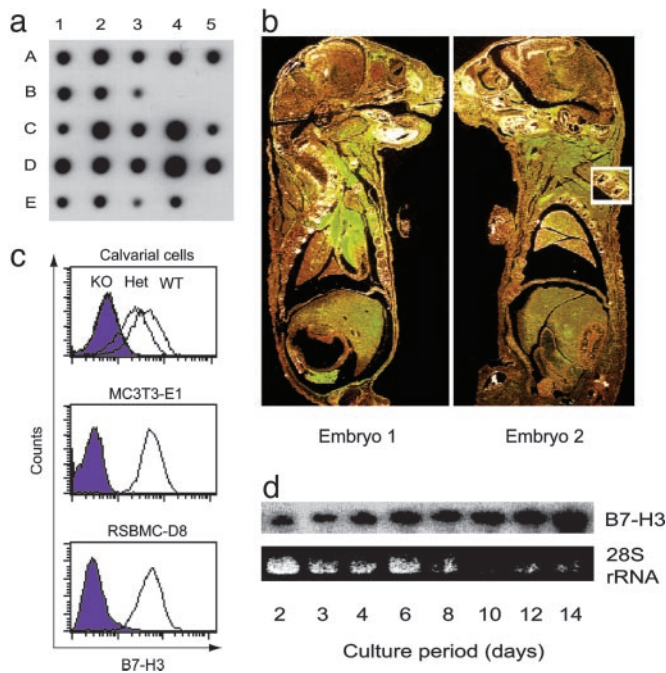 a
1 2 3 4 5
A
B
C
D
E
b
Embryo 1
Embryo 2
c
Calvarial cells
KO Het WT
MC3T3-E1
RSBMC-D8
Counts
B7-H3
d
B7-H3
28S
rRNA
2 3 4 6 8 10 12 14
Culture period (days)